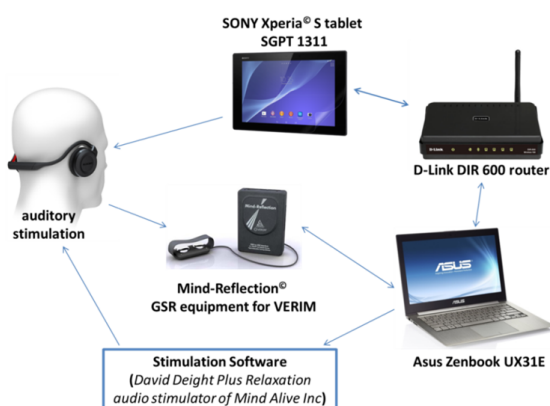 SONY Xperia© S tablet
SGPT 1311
D-Link
D-Link DIR 600 router
auditory
stimulation
Mind-Reflection
Mind-Reflection©
GSR equipment for VERIM
ASUS
Asus Zenbook UX31E
Stimulation Software
(David Deight Plus Relaxation
audio stimulator of Mind Alive Inc)